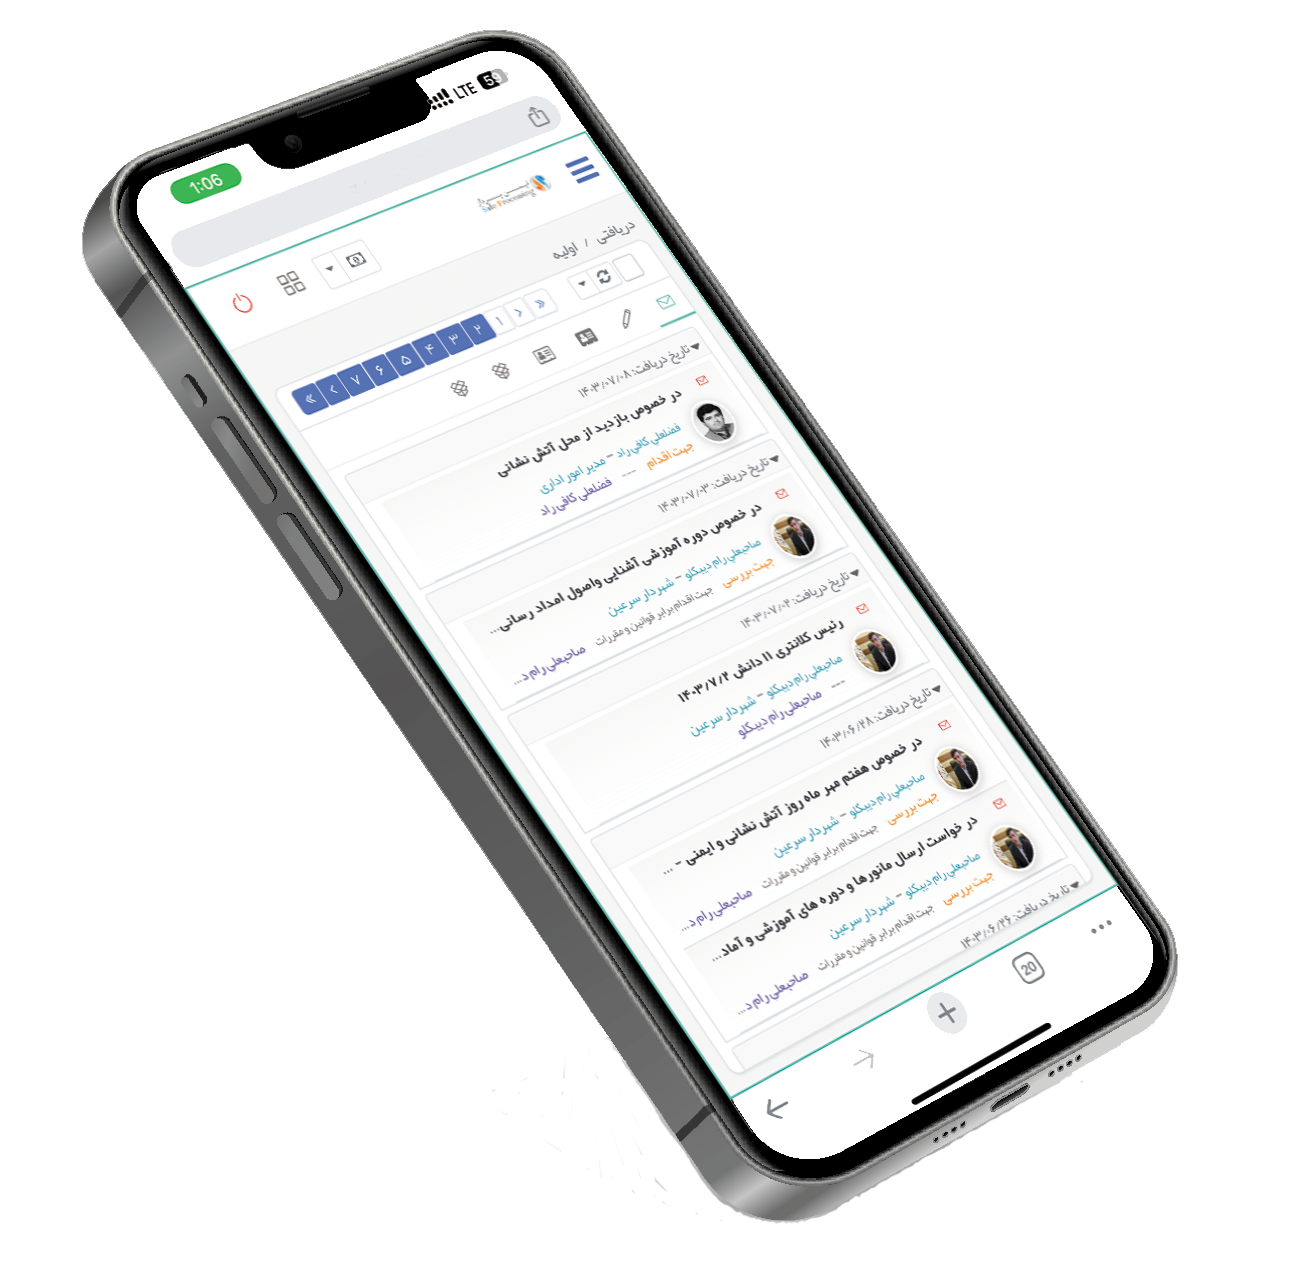 1:06
LTE 59
ایمن پرداز
Safe Processing
دریافتی / اولیه
« ‹ ۱ ۲ ۳ ۴ ۵ ۶ ۷ › »
تاریخ دریافت: ۱۴۰۳/۰۷/۰۸
در خصوص بازدید از محل آتش نشانی
فضلعلی کافی راد - مدیر امور اداری
جهت اقدام ---
فضلعلی کافی راد
تاریخ دریافت: ۱۴۰۳/۰۷/۰۳
در خصوص دوره آموزشی آشنایی واصول امداد رسانی...
صاحبعلی رام دیبکلو - شهردار سرعین
جهت بررسی جهت اقدام برابر قوانین و مقررات
صاحبعلی رام د...
تاریخ دریافت: ۱۴۰۳/۰۷/۰۲
رئیس کلانتری ۱۱ دانش ۱۴۰۳/۷/۲
صاحبعلی رام دیبکلو - شهردار سرعین
---
صاحبعلی رام دیبکلو
تاریخ دریافت: ۱۴۰۳/۰۶/۲۸
در خصوص هفتم مهر ماه روز آتش نشانی و ایمنی - ...
صاحبعلی رام دیبکلو - شهردار سرعین
جهت بررسی جهت اقدام برابر قوانین و مقررات
صاحبعلی رام د...
در خواست ارسال مانورها و دوره های آموزشی و آماد...
صاحبعلی رام دیبکلو - شهردار سرعین
جهت بررسی جهت اقدام برابر قوانین و مقررات
صاحبعلی رام د...
تاریخ دریافت: ۱۴۰۳/۰۶/۲۶
20